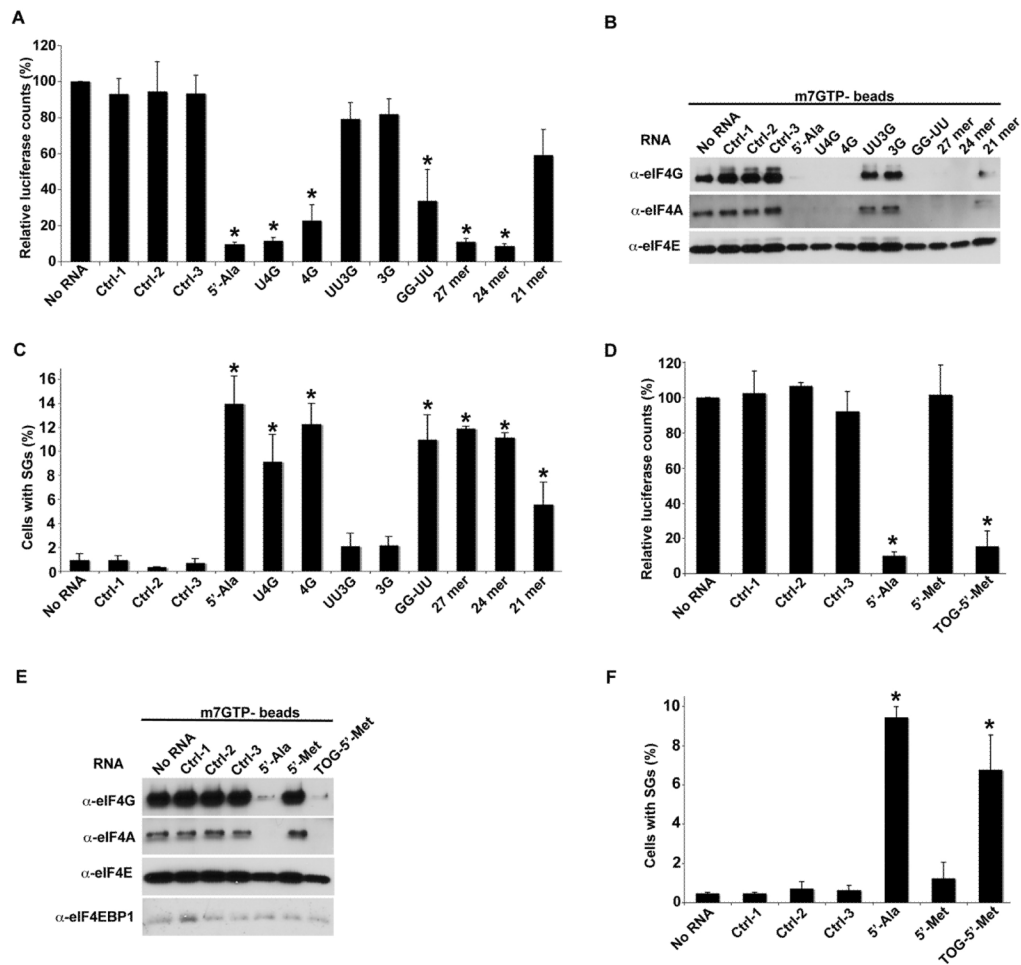 A
Relative luciferase counts (%)
120
100
80
60
40
20
0
*
*
*
*
*
*
No RNA
Ctrl-1
Ctrl-2
Ctrl-3
5'-Ala
U4G
4G
UU3G
3G
GG-UU
27 mer
24 mer
21 mer
B
m7GTP- beads
RNA
No RNA
Ctrl-1
Ctrl-2
Ctrl-3
5'-Ala
U4G
4G
UU3G
3G
GG-UU
27 mer
24 mer
21 mer
α-eIF4G
α-eIF4A
α-eIF4E
C
Cells with SGs (%)
16
14
12
10
8
6
4
2
0
*
*
*
*
*
*
*
No RNA
Ctrl-1
Ctrl-2
Ctrl-3
5'-Ala
U4G
4G
UU3G
3G
GG-UU
27 mer
24 mer
21 mer
D
Relative luciferase counts (%)
120
100
80
60
40
20
0
*
*
No RNA
Ctrl-1
Ctrl-2
Ctrl-3
5'-Ala
5'-Met
TOG-5'-Met
E
m7GTP- beads
RNA
No RNA
Ctrl-1
Ctrl-2
Ctrl-3
5'-Ala
5'-Met
TOG-5'-Met
α-eIF4G
α-eIF4A
α-eIF4E
α-eIF4EBP1
F
Cells with SGs (%)
10
8
6
4
2
0
*
*
No RNA
Ctrl-1
Ctrl-2
Ctrl-3
5'-Ala
5'-Met
TOG-5'-Met